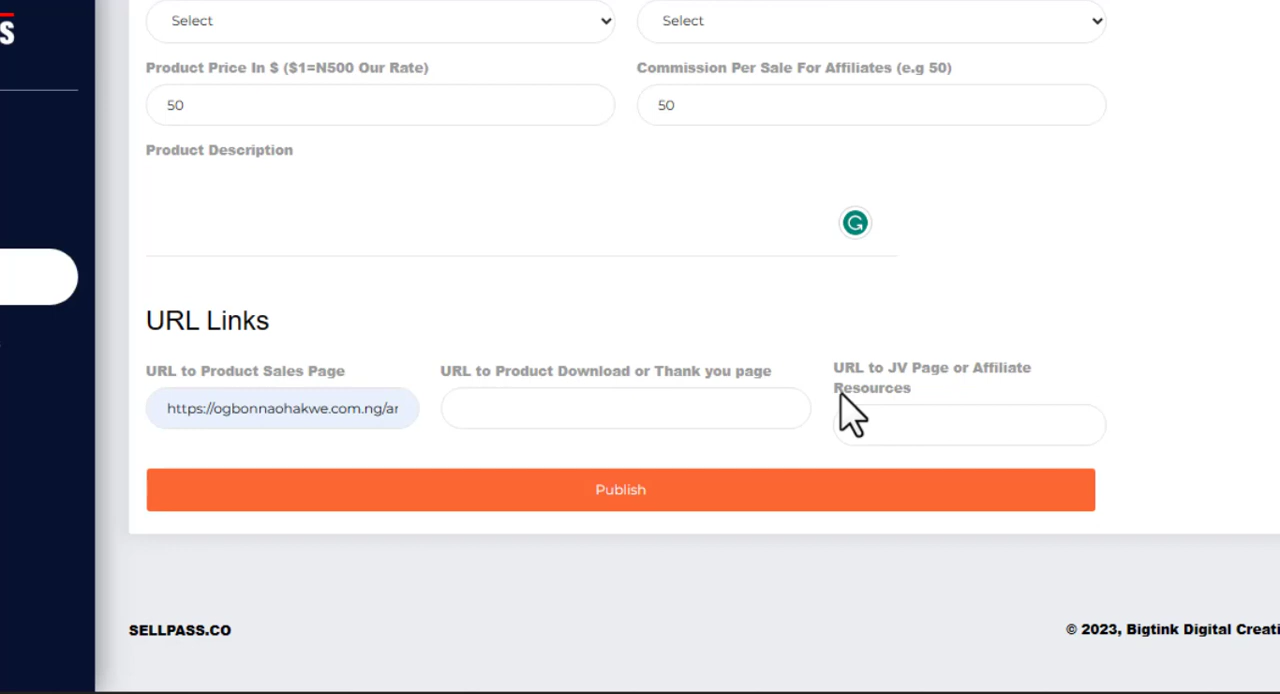 S
Select
Select
Product Price In $ ($1=N500 Our Rate)
Commission Per Sale For Affiliates (e.g 50)
50
50
Product Description
URL Links
URL to Product Sales Page
URL to Product Download or Thank you page
URL to JV Page or Affiliate
Resources
https://ogbonnaohakwe.com.ng/ar
Publish
SELLPASS.CO
© 2023, Bigtink Digital Creati